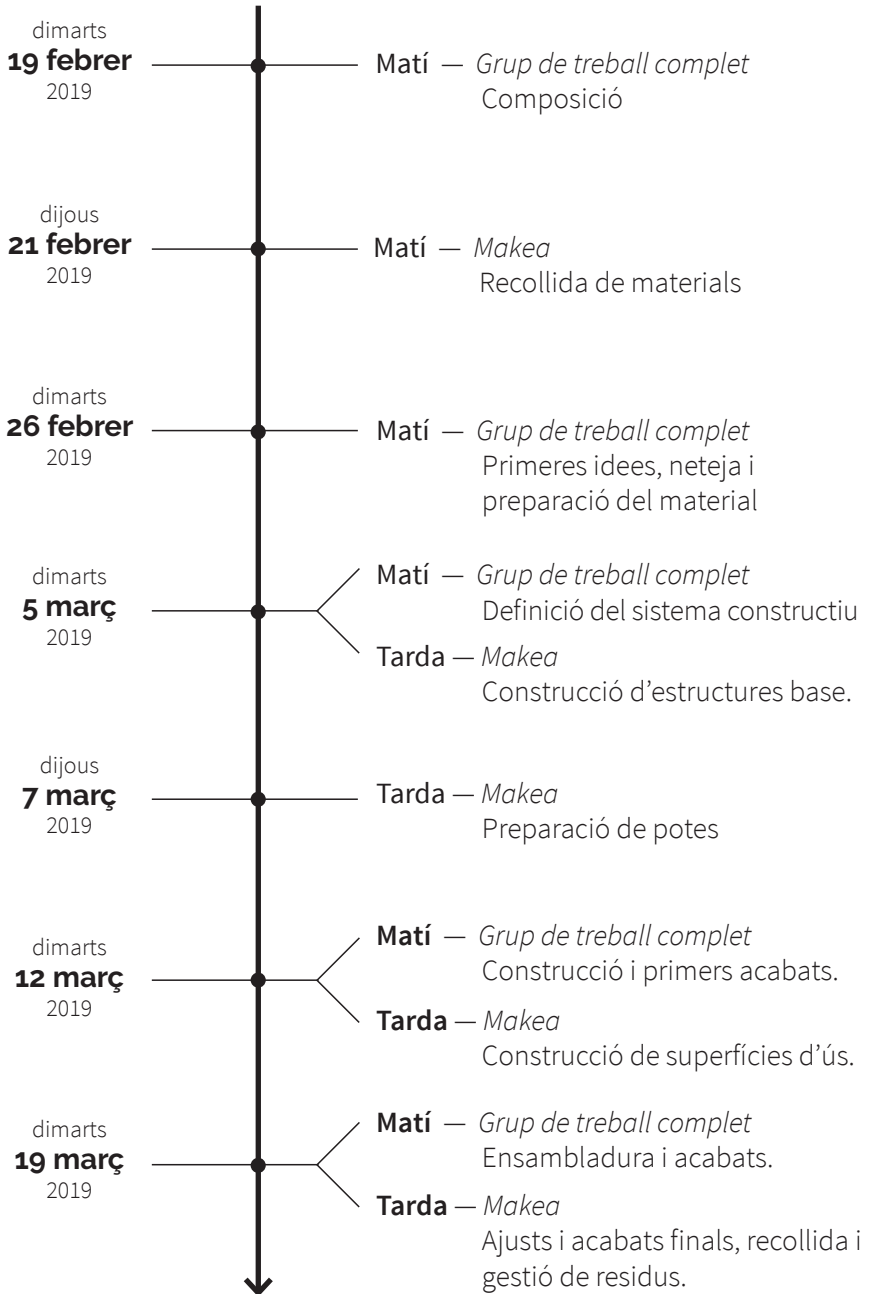 dimarts
19 febrer
2019
Matí — Grup de treball complet
Composició
dijous
21 febrer
2019
Matí — Makea
Recollida de materials
dimarts
26 febrer
2019
Matí — Grup de treball complet
Primeres idees, neteja i
preparació del material
dimarts
5 març
2019
Matí — Grup de treball complet
Definició del sistema constructiu
Tarda — Makea
Construcció d’estructures base.
dijous
7 març
2019
Tarda — Makea
Preparació de potes
dimarts
12 març
2019
Matí — Grup de treball complet
Construcció i primers acabats.
Tarda — Makea
Construcció de superfícies d’ús.
dimarts
19 març
2019
Matí — Grup de treball complet
Ensambladura i acabats.
Tarda — Makea
Ajusts i acabats finals, recollida i
gestió de residus.